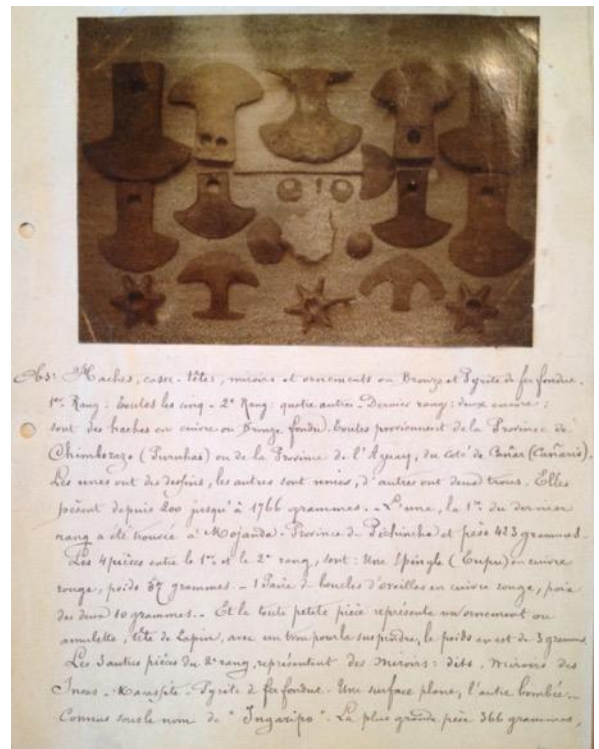 Haches, casse-têtes, miroirs et ornements en Bronze et Pyrite de fer fondue.
1er Rang: toutes les cinq - 2e Rang: quatre autres - Dernier rang: deux encore:
sont des haches en cuivre ou Bronze fondu. Toutes proviennent de la Province de
Chimborazo (Puruhas) ou de la Province de l'Azuay, du coté de Cañar (Cañaris).
Les unes ont des dessins, les autres sont unies, d'autres ont deux trous. Elles
pèsent depuis 200 jusqu'à 1766 grammes. - L'une, la 1re du dernier
rang a été trouvée à Mojanda - Province de Pichincha et pèse 423 grammes.
Les 4 pièces entre le 1er et le 2e rang, sont: Une Epingle (Tupu) en cuivre
rouge, poids 37 grammes. - 1 Paire de boucles d'oreilles en cuivre rouge, poids
des deux 10 grammes. - Et la toute petite pièce représente un ornement ou
amulette, tête de Lapin, avec un trou pour la suspendre, le poids en est de 3 grammes
Les 3 autres pièces du 2e rang, représentent des Miroirs: dits, Miroirs des
Incas - Marcassite - Pyrite de fer fondue. Une surface plane, l'autre bombée. -
Connus sous le nom de "Ingaripo". La plus grande pèse 366 grammes,